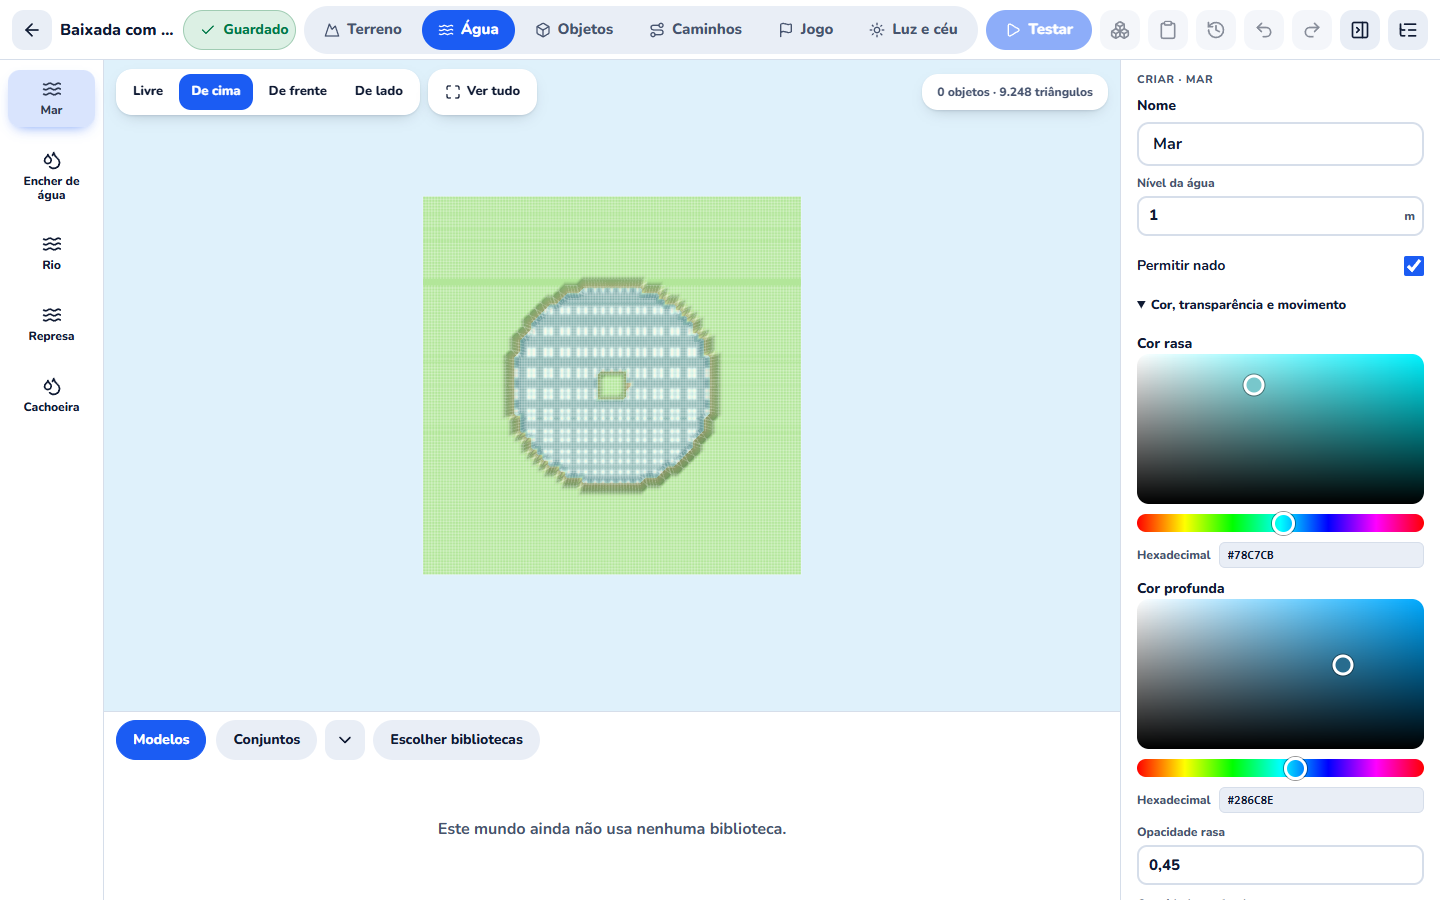 Baixada com ...
Guardado
Terreno
Água
Objetos
Caminhos
Jogo
Luz e céu
Testar
Mar
Encher de
água
Rio
Represa
Cachoeira
Livre
De cima
De frente
De lado
Ver tudo
0 objetos · 9.248 triângulos
Modelos
Conjuntos
Escolher bibliotecas
Este mundo ainda não usa nenhuma biblioteca.
CRIAR · MAR
Nome
Mar
Nível da água
1 m
Permitir nado
Cor, transparência e movimento
Cor rasa
Hexadecimal #78C7CB
Cor profunda
Hexadecimal #286C8E
Opacidade rasa
0,45